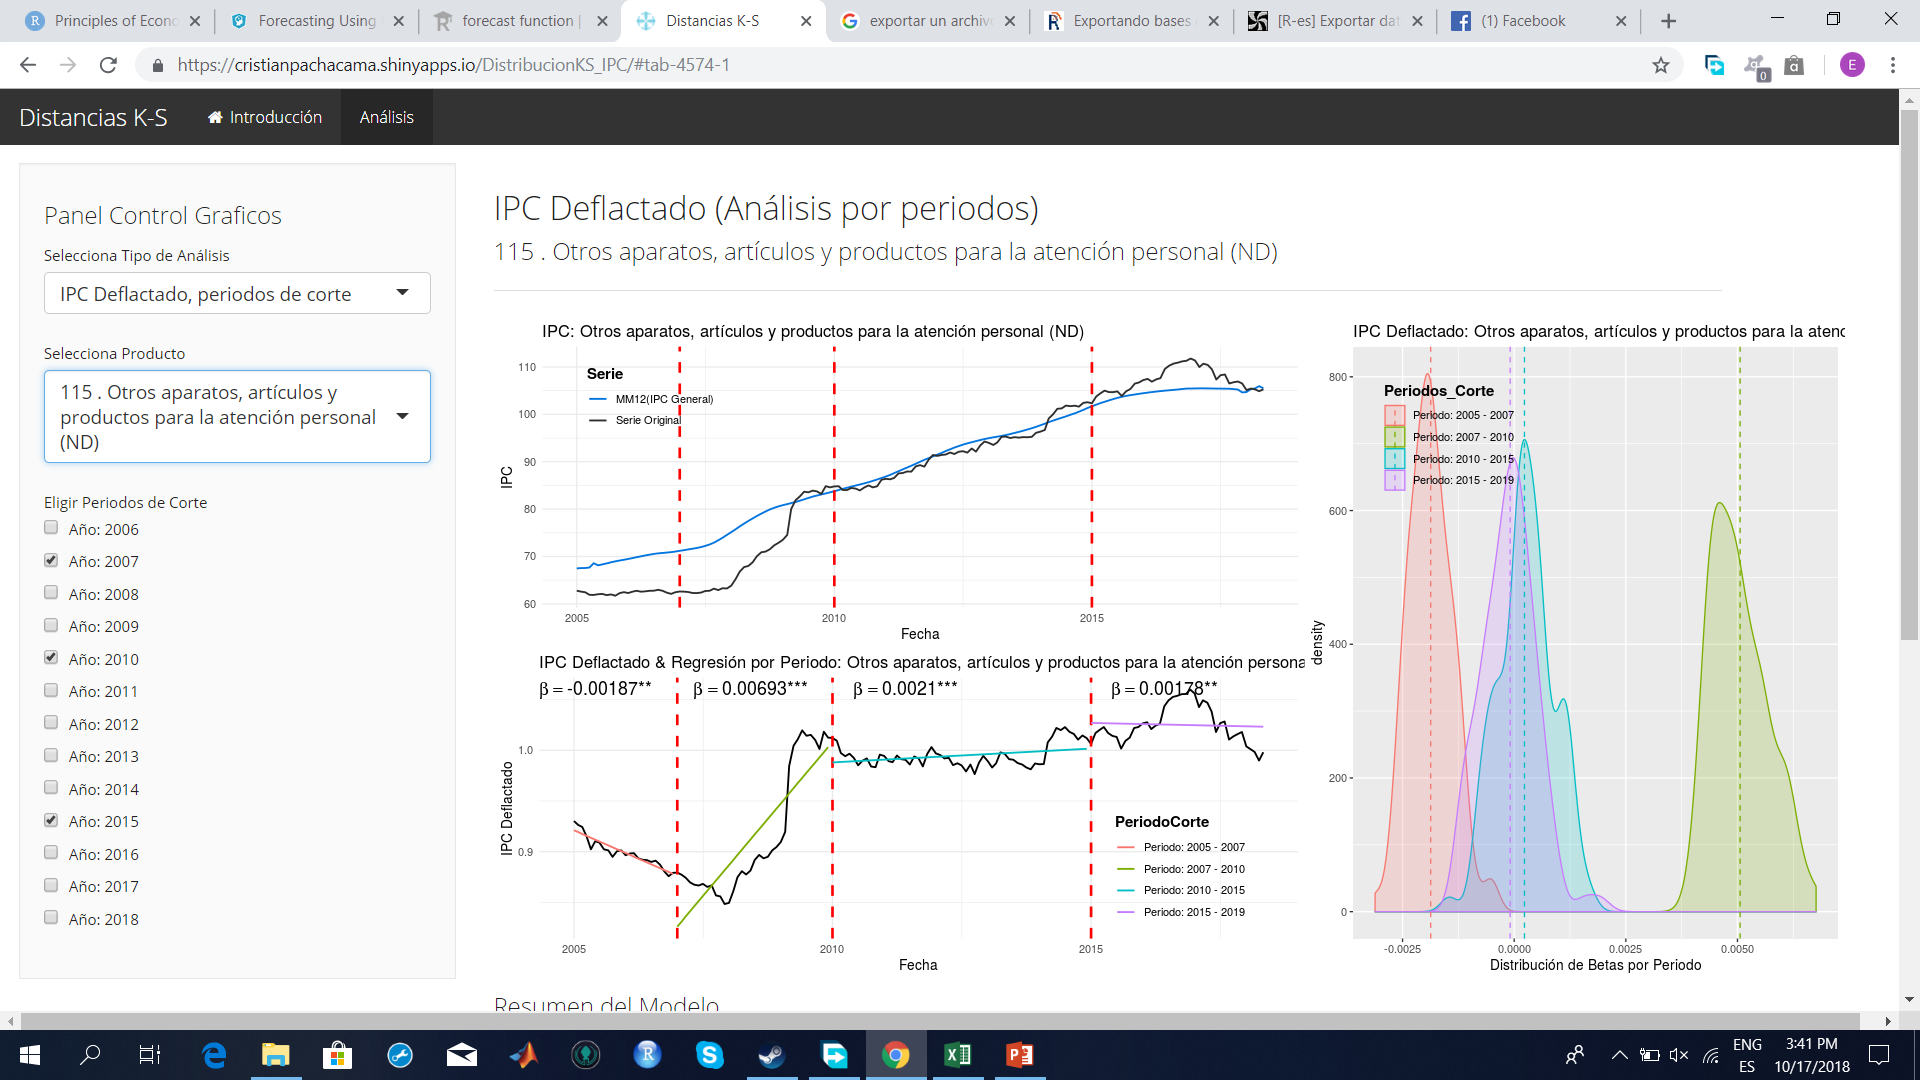 Principles of Econo
Forecasting Using
forecast function |
Distancias K-S
exportar un archivo
Exportando bases
[R-es] Exportar dat
(1) Facebook
https://cristianpachacama.shinyapps.io/DistribucionKS_IPC/#tab-4574-1
0
a
E
Distancias K-S
Introducción
Análisis
Panel Control Graficos
Selecciona Tipo de Análisis
IPC Deflactado, periodos de corte
Selecciona Producto
115 . Otros aparatos, artículos y
productos para la atención personal
(ND)
Eligir Periodos de Corte
Año: 2006
Año: 2007
Año: 2008
Año: 2009
Año: 2010
Año: 2011
Año: 2012
Año: 2013
Año: 2014
Año: 2015
Año: 2016
Año: 2017
Año: 2018
IPC Deflactado (Análisis por periodos)
115 . Otros aparatos, artículos y productos para la atención personal (ND)
IPC: Otros aparatos, artículos y productos para la atención personal (ND)
Serie
MM12(IPC General)
Serie Original
IPC
110
100
90
80
70
60
2005
2010
2015
Fecha
IPC Deflactado & Regresión por Periodo: Otros aparatos, artículos y productos para la atención persona
β = -0.00187**
β = 0.00693***
β = 0.0021***
β = 0.00178**
IPC Deflactado
1.0
0.9
PeriodoCorte
Periodo: 2005 - 2007
Periodo: 2007 - 2010
Periodo: 2010 - 2015
Periodo: 2015 - 2019
2005
2010
2015
Fecha
IPC Deflactado: Otros aparatos, artículos y productos para la atenc
Periodos_Corte
Periodo: 2005 - 2007
Periodo: 2007 - 2010
Periodo: 2010 - 2015
Periodo: 2015 - 2019
density
800
600
400
200
0
-0.0025
0.0000
0.0025
0.0050
Distribución de Betas por Periodo
Resumen del Modelo
ENG
ES
3:41 PM
10/17/2018